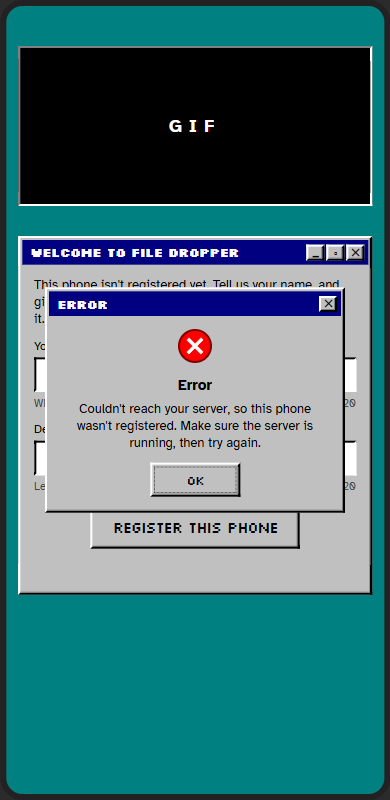 GIF
WELCOME TO FILE DROPPER
This phone isn't registered yet. Tell us your name, and
it.
ERROR
Error
Couldn't reach your server, so this phone
wasn't registered. Make sure the server is
running, then try again.
OK
20
20
REGISTER THIS PHONE